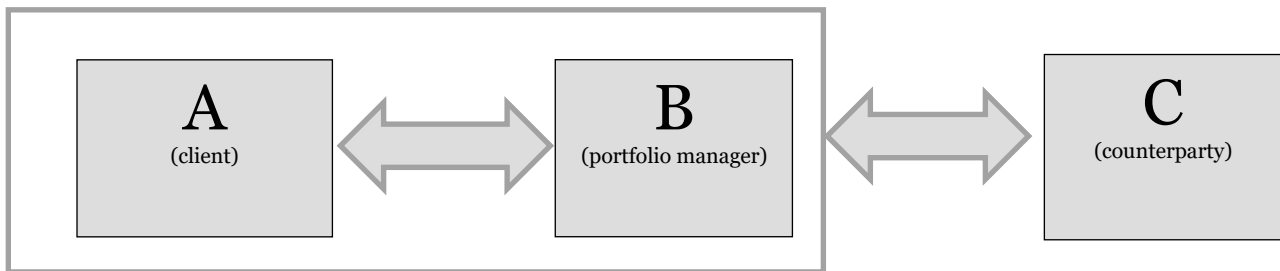 A
(client)
B
(portfolio manager)
C
(counterparty)